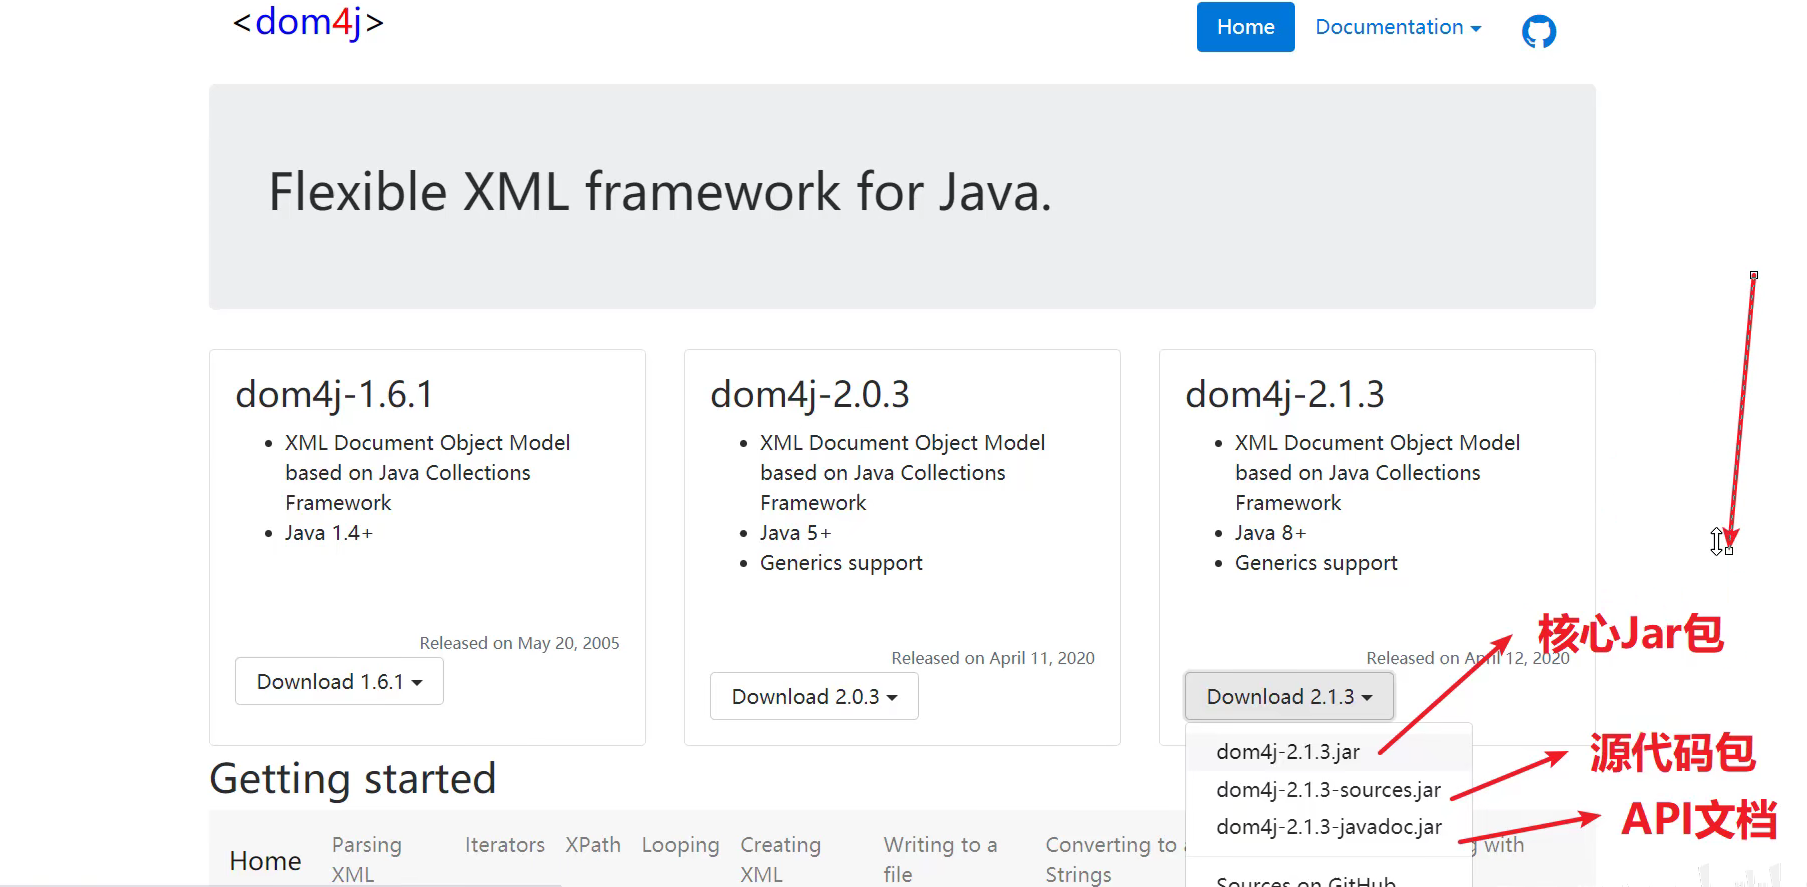 <dom4j>
Home
Documentation
Flexible XML framework for Java.
dom4j-1.6.1
XML Document Object Model
based on Java Collections
Framework
Java 1.4+
Released on May 20, 2005
Download 1.6.1
dom4j-2.0.3
XML Document Object Model
based on Java Collections
Framework
Java 5+
Generics support
Released on April 11, 2020
Download 2.0.3
dom4j-2.1.3
XML Document Object Model
based on Java Collections
Framework
Java 8+
Generics support
核心Jar包
Released on April 12, 2020
Download 2.1.3
dom4j-2.1.3.jar
源代码包
dom4j-2.1.3-sources.jar
API文档
dom4j-2.1.3-javadoc.jar
Sources on GitHub
Getting started
Home
Parsing
XML
Iterators
XPath
Looping
Creating
XML
Writing to a
file
Converting to
Strings
with